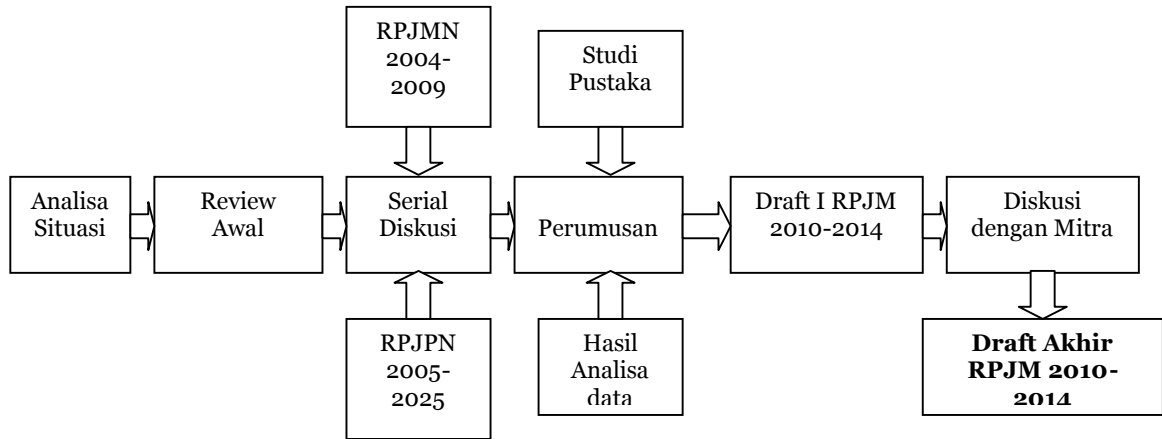 RPJMN
2004-
2009
Studi
Pustaka
Analisa
Situasi
Review
Awal
Serial
Diskusi
Perumusan
Draft I RPJM
2010-2014
Diskusi
dengan Mitra
RPJPN
2005-
2025
Hasil
Analisa
data
Draft Akhir
RPJM 2010-
2014